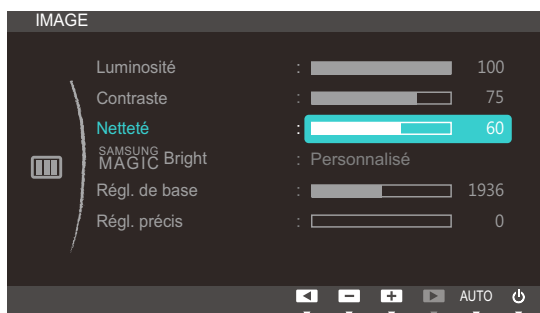 IMAGE
Luminosité : 100
Contraste : 75
Netteté : 60
SAMSUNG MAGIC Bright : Personnalisé
Régl. de base : 1936
Régl. précis : 0
AUTO